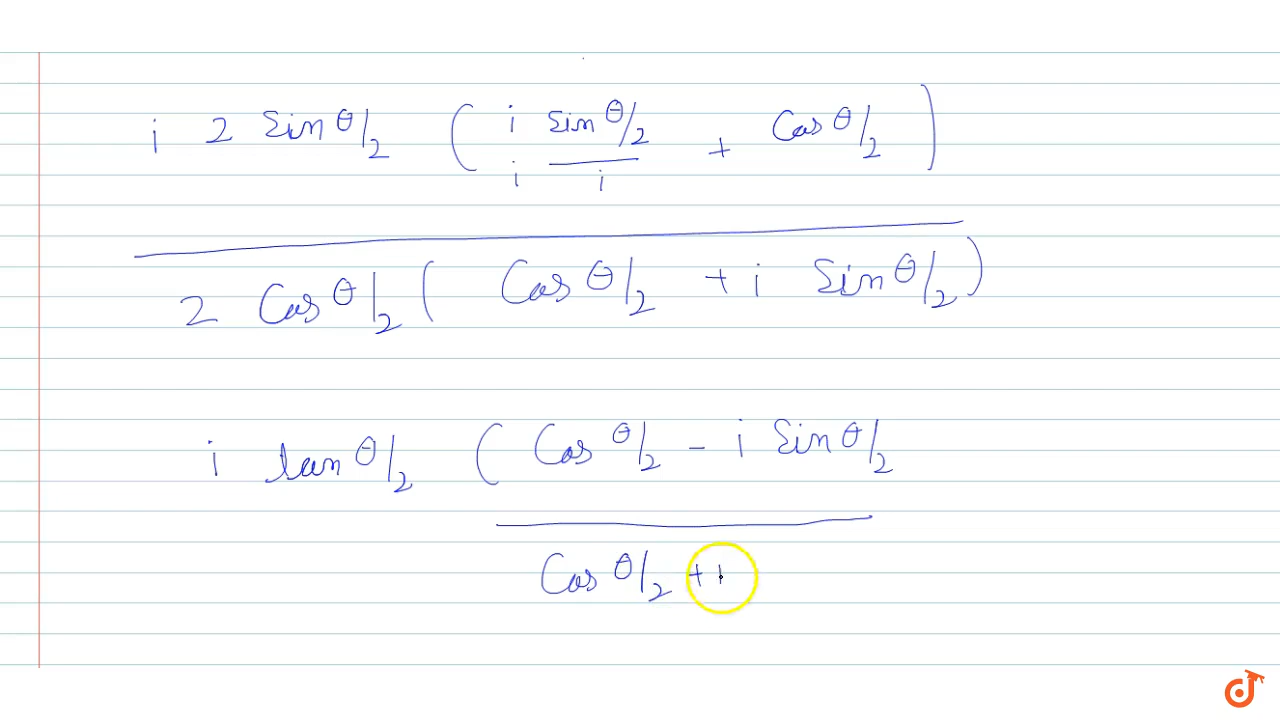 i 2 Sin θ/2 ( i Sin θ/2 + Cos θ/2 )
i i
2 Cos θ/2 ( Cos θ/2 + i Sin θ/2 )
i tan θ/2 ( Cos θ/2 - i Sin θ/2
Cos θ/2 + i